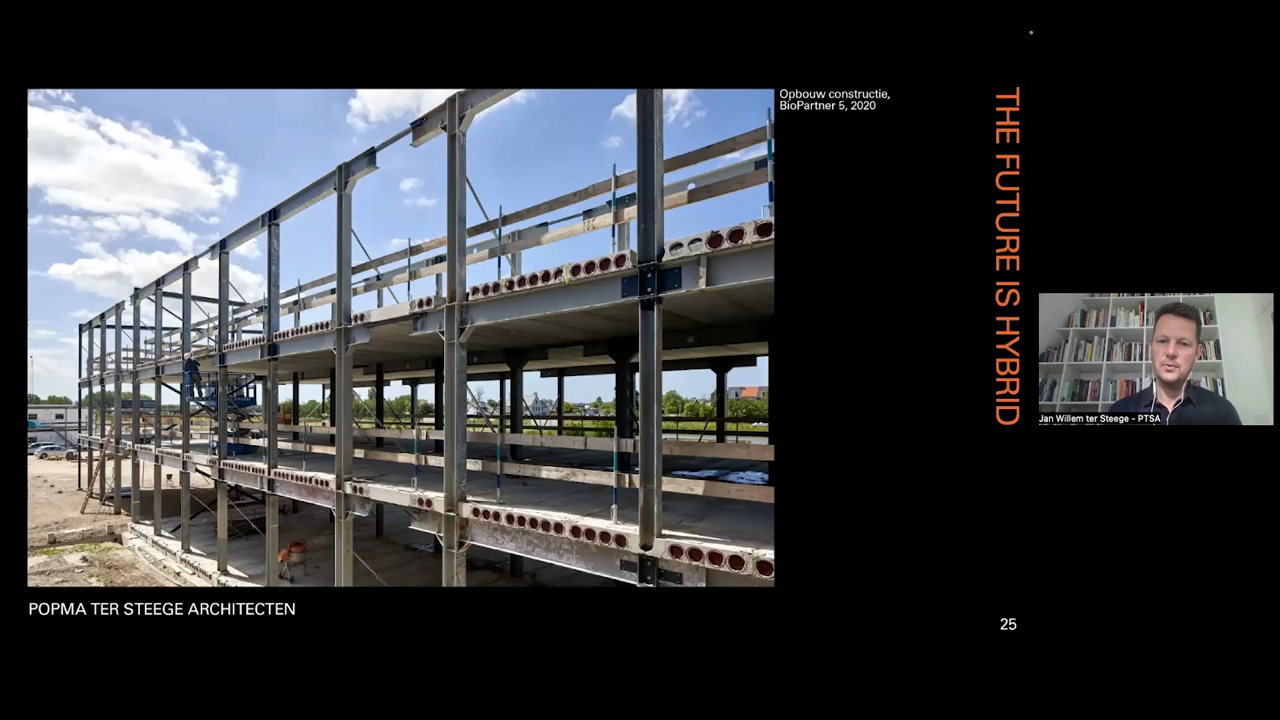 Opbouw constructie,
BioPartner 5, 2020
THE FUTURE IS HYBRID
Jan Willem ter Steege - PTSA
POPMA TER STEEGE ARCHITECTEN
25